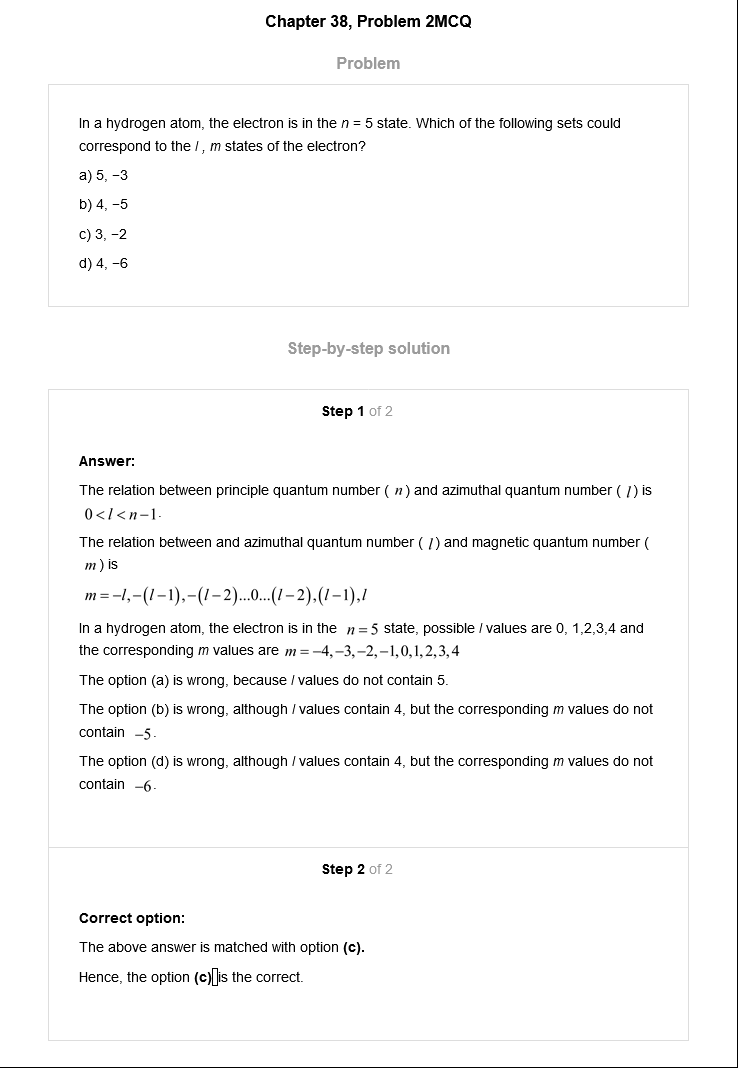 Chapter 38, Problem 2MCQ
Problem
In a hydrogen atom, the electron is in the n = 5 state. Which of the following sets could
correspond to the l , m states of the electron?
a) 5, −3
b) 4, −5
c) 3, −2
d) 4, −6
Step-by-step solution
Step 1 of 2
Answer:
The relation between principle quantum number ( n ) and azimuthal quantum number ( l ) is
0 < l < n − 1.
The relation between and azimuthal quantum number ( l ) and magnetic quantum number (
m ) is
m = −l, −(l − 1), −(l − 2)...0...(l − 2), (l − 1), l
In a hydrogen atom, the electron is in the n = 5 state, possible l values are 0, 1,2,3,4 and
the corresponding m values are m = −4, −3, −2, −1, 0, 1, 2, 3, 4
The option (a) is wrong, because l values do not contain 5.
The option (b) is wrong, although l values contain 4, but the corresponding m values do not
contain −5.
The option (d) is wrong, although l values contain 4, but the corresponding m values do not
contain −6.
Step 2 of 2
Correct option:
The above answer is matched with option (c).
Hence, the option (c) is the correct.